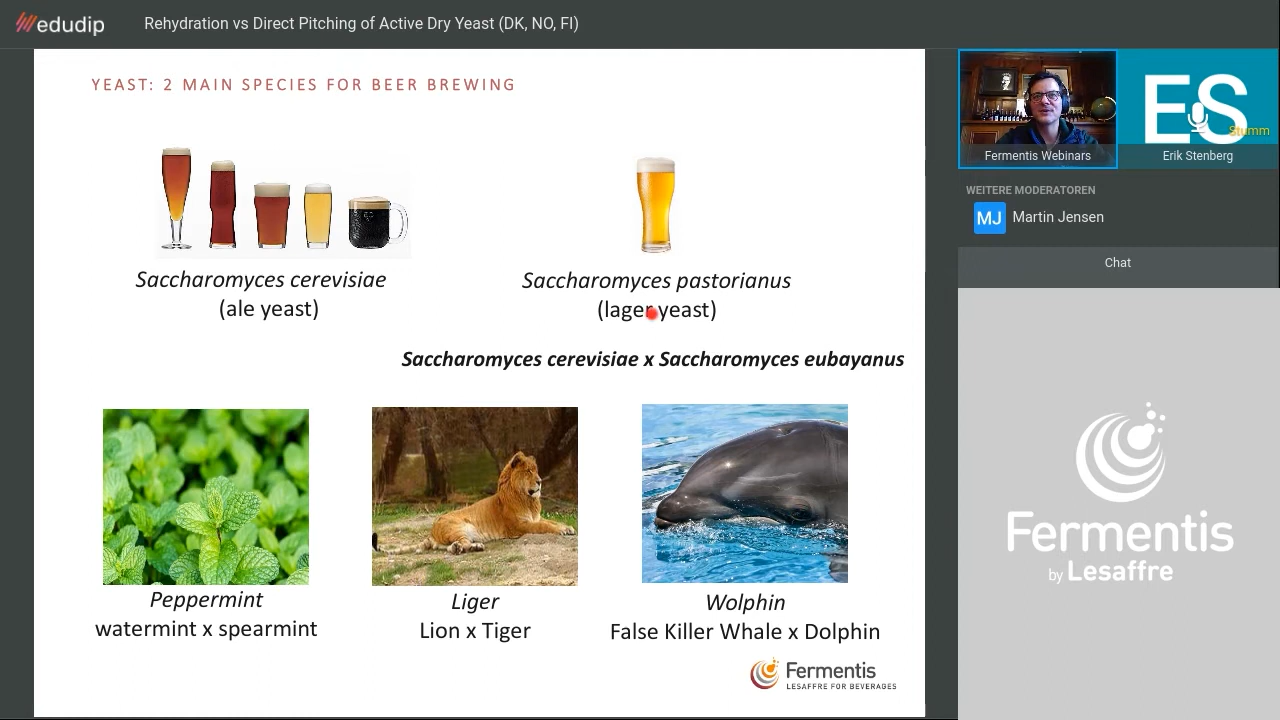 edudip
Rehydration vs Direct Pitching of Active Dry Yeast (DK, NO, FI)
YEAST: 2 MAIN SPECIES FOR BEER BREWING
Saccharomyces cerevisiae
(ale yeast)
Saccharomyces pastorianus
(lager yeast)
Saccharomyces cerevisiae x Saccharomyces eubayanus
Peppermint
watermint x spearmint
Liger
Lion x Tiger
Wolphin
False Killer Whale x Dolphin
Fermentis
LESAFFRE FOR BEVERAGES
Fermentis Webinars
ES
Stumm
Erik Stenberg
WEITERE MODERATOREN
MJ
Martin Jensen
Chat
Fermentis
by Lesaffre